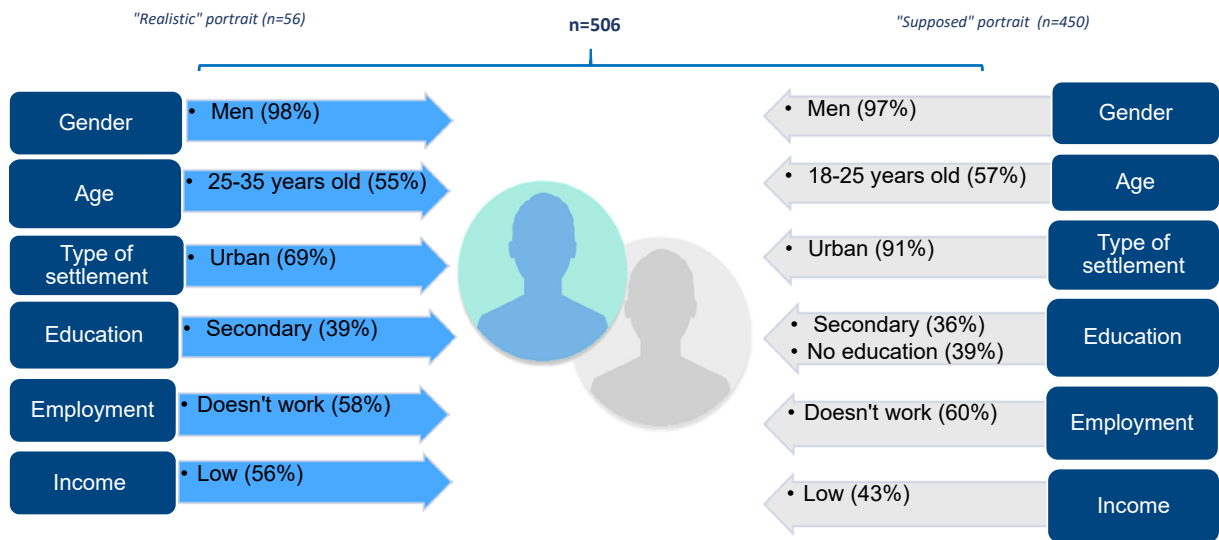 "Realistic" portrait (n=56)
n=506
"Supposed" portrait (n=450)
Gender
• Men (98%)
• Men (97%)
Gender
Age
• 25-35 years old (55%)
• 18-25 years old (57%)
Age
Type of
settlement
• Urban (69%)
• Urban (91%)
Type of
settlement
Education
• Secondary (39%)
• Secondary (36%)
• No education (39%)
Education
Employment
• Doesn't work (58%)
• Doesn't work (60%)
Employment
Income
• Low (56%)
• Low (43%)
Income